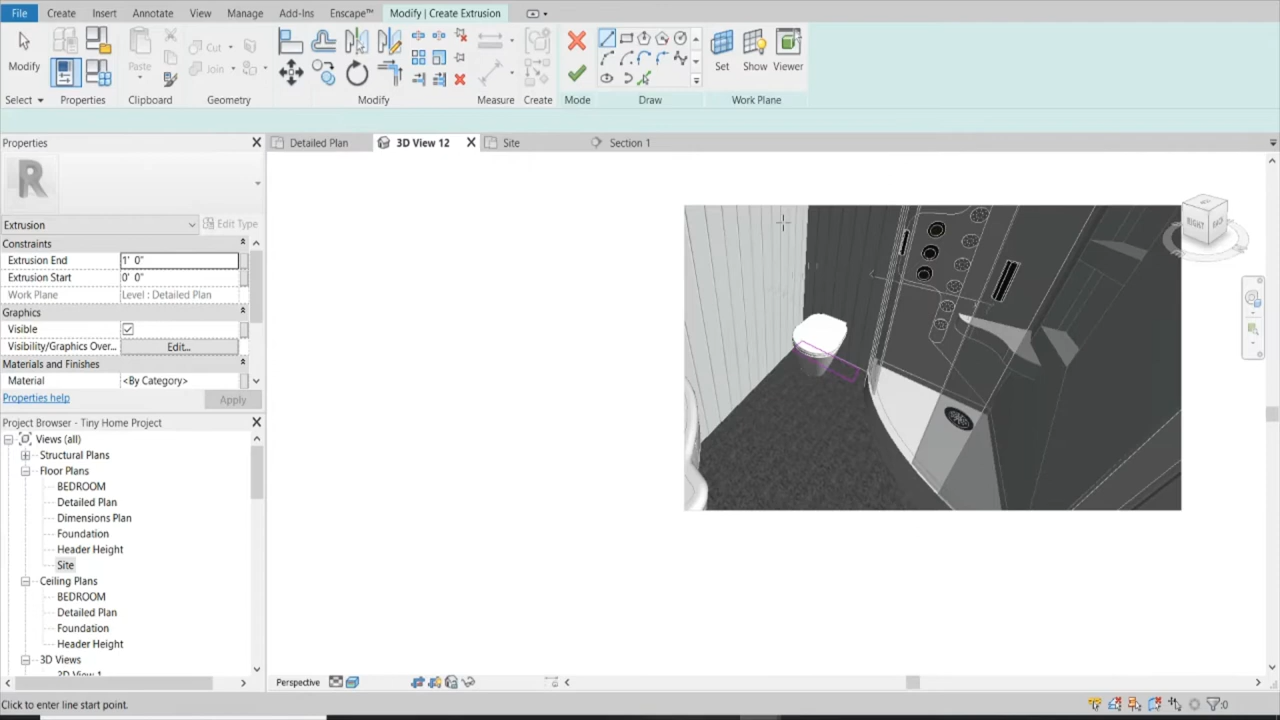 File Create Insert Annotate View Manage Add-Ins Enscape™ Modify | Create Extrusion
Cut
Join
Modify Paste Set Show Viewer
Select Properties Clipboard Geometry Modify Measure Create Mode Draw Work Plane
Properties
Detailed Plan 3D View 12 Site Section 1
R
Extrusion Edit Type
Constraints
Extrusion End 1' 0"
Extrusion Start 0' 0"
Work Plane Level : Detailed Plan
Graphics
Visible
Visibility/Graphics Over... Edit...
Materials and Finishes
Material <By Category>
Properties help Apply
Project Browser - Tiny Home Project
Views (all)
Structural Plans
Floor Plans
BEDROOM
Detailed Plan
Dimensions Plan
Foundation
Header Height
Site
Ceiling Plans
BEDROOM
Detailed Plan
Foundation
Header Height
3D Views
3D View 1
RIGHT
Perspective
Click to enter line start point.
:0